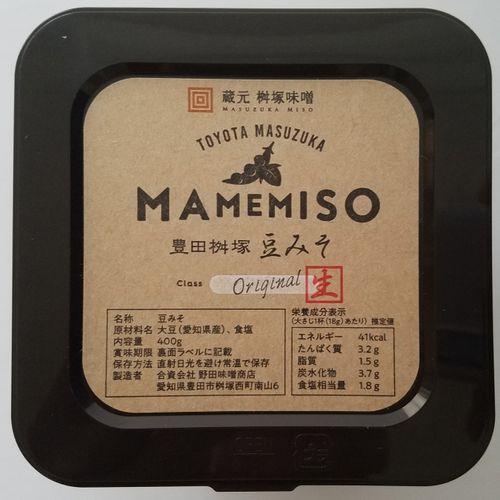 蔵元 桝塚味噌
MASUZUKA MISO
TOYOTA MASUZUKA
MAMEMISO
豊田桝塚 豆みそ
Class Original 生
名称 豆みそ
原材料名 大豆(愛知県産)、食塩
内容量 400g
賞味期限 裏面ラベルに記載
保存方法 直射日光を避け常温で保存
製造者 合資会社 野田味噌商店
愛知県豊田市桝塚西町南山6
栄養成分表示
(大さじ1杯(18g)あたり) 推定値
エネルギー 41kcal
たんぱく質 3.2g
脂質 1.5g
炭水化物 3.7g
食塩相当量 1.8g